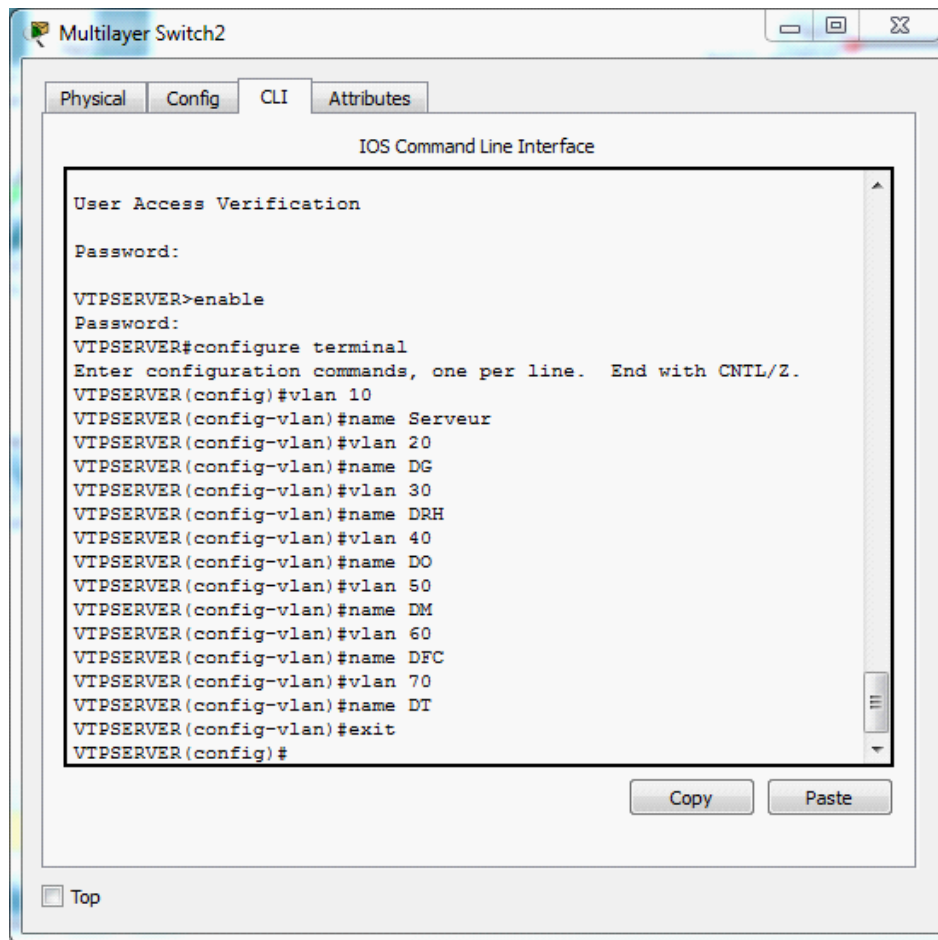 Multilayer Switch2
Physical Config CLI Attributes
IOS Command Line Interface
User Access Verification
Password:
VTPSERVER>enable
Password:
VTPSERVER#configure terminal
Enter configuration commands, one per line.  End with CNTL/Z.
VTPSERVER(config)#vlan 10
VTPSERVER(config-vlan)#name Serveur
VTPSERVER(config-vlan)#vlan 20
VTPSERVER(config-vlan)#name DG
VTPSERVER(config-vlan)#vlan 30
VTPSERVER(config-vlan)#name DRH
VTPSERVER(config-vlan)#vlan 40
VTPSERVER(config-vlan)#name DO
VTPSERVER(config-vlan)#vlan 50
VTPSERVER(config-vlan)#name DM
VTPSERVER(config-vlan)#vlan 60
VTPSERVER(config-vlan)#name DFC
VTPSERVER(config-vlan)#vlan 70
VTPSERVER(config-vlan)#name DT
VTPSERVER(config-vlan)#exit
VTPSERVER(config)#
Copy Paste
Top